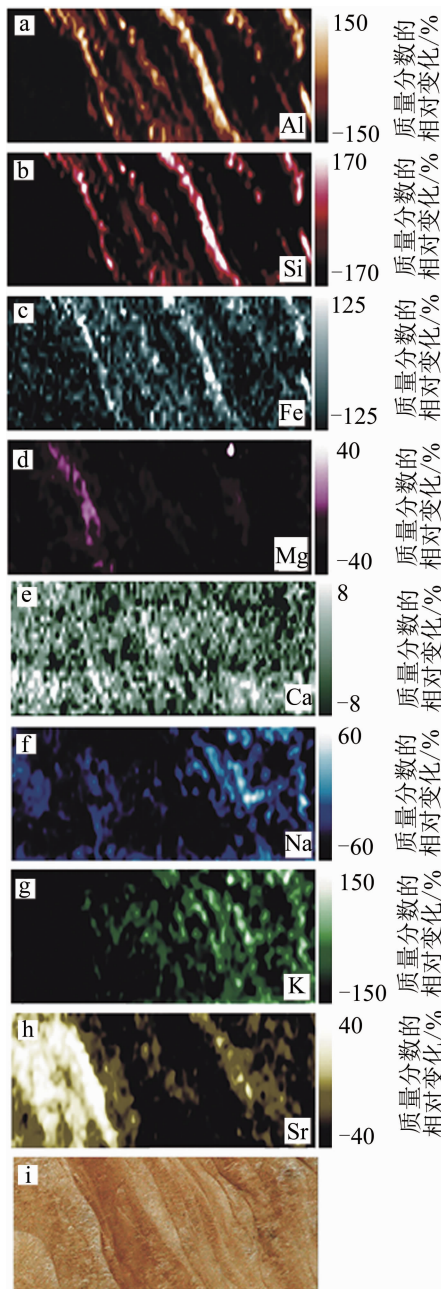 a
150
Al
−150
质量分数的
相对变化/%
b
170
Si
−170
质量分数的
相对变化/%
c
125
Fe
−125
质量分数的
相对变化/%
d
40
Mg
−40
质量分数的
相对变化/%
e
8
Ca
−8
质量分数的
相对变化/%
f
60
Na
−60
质量分数的
相对变化/%
g
150
K
−150
质量分数的
相对变化/%
h
40
Sr
−40
质量分数的
相对变化/%
i